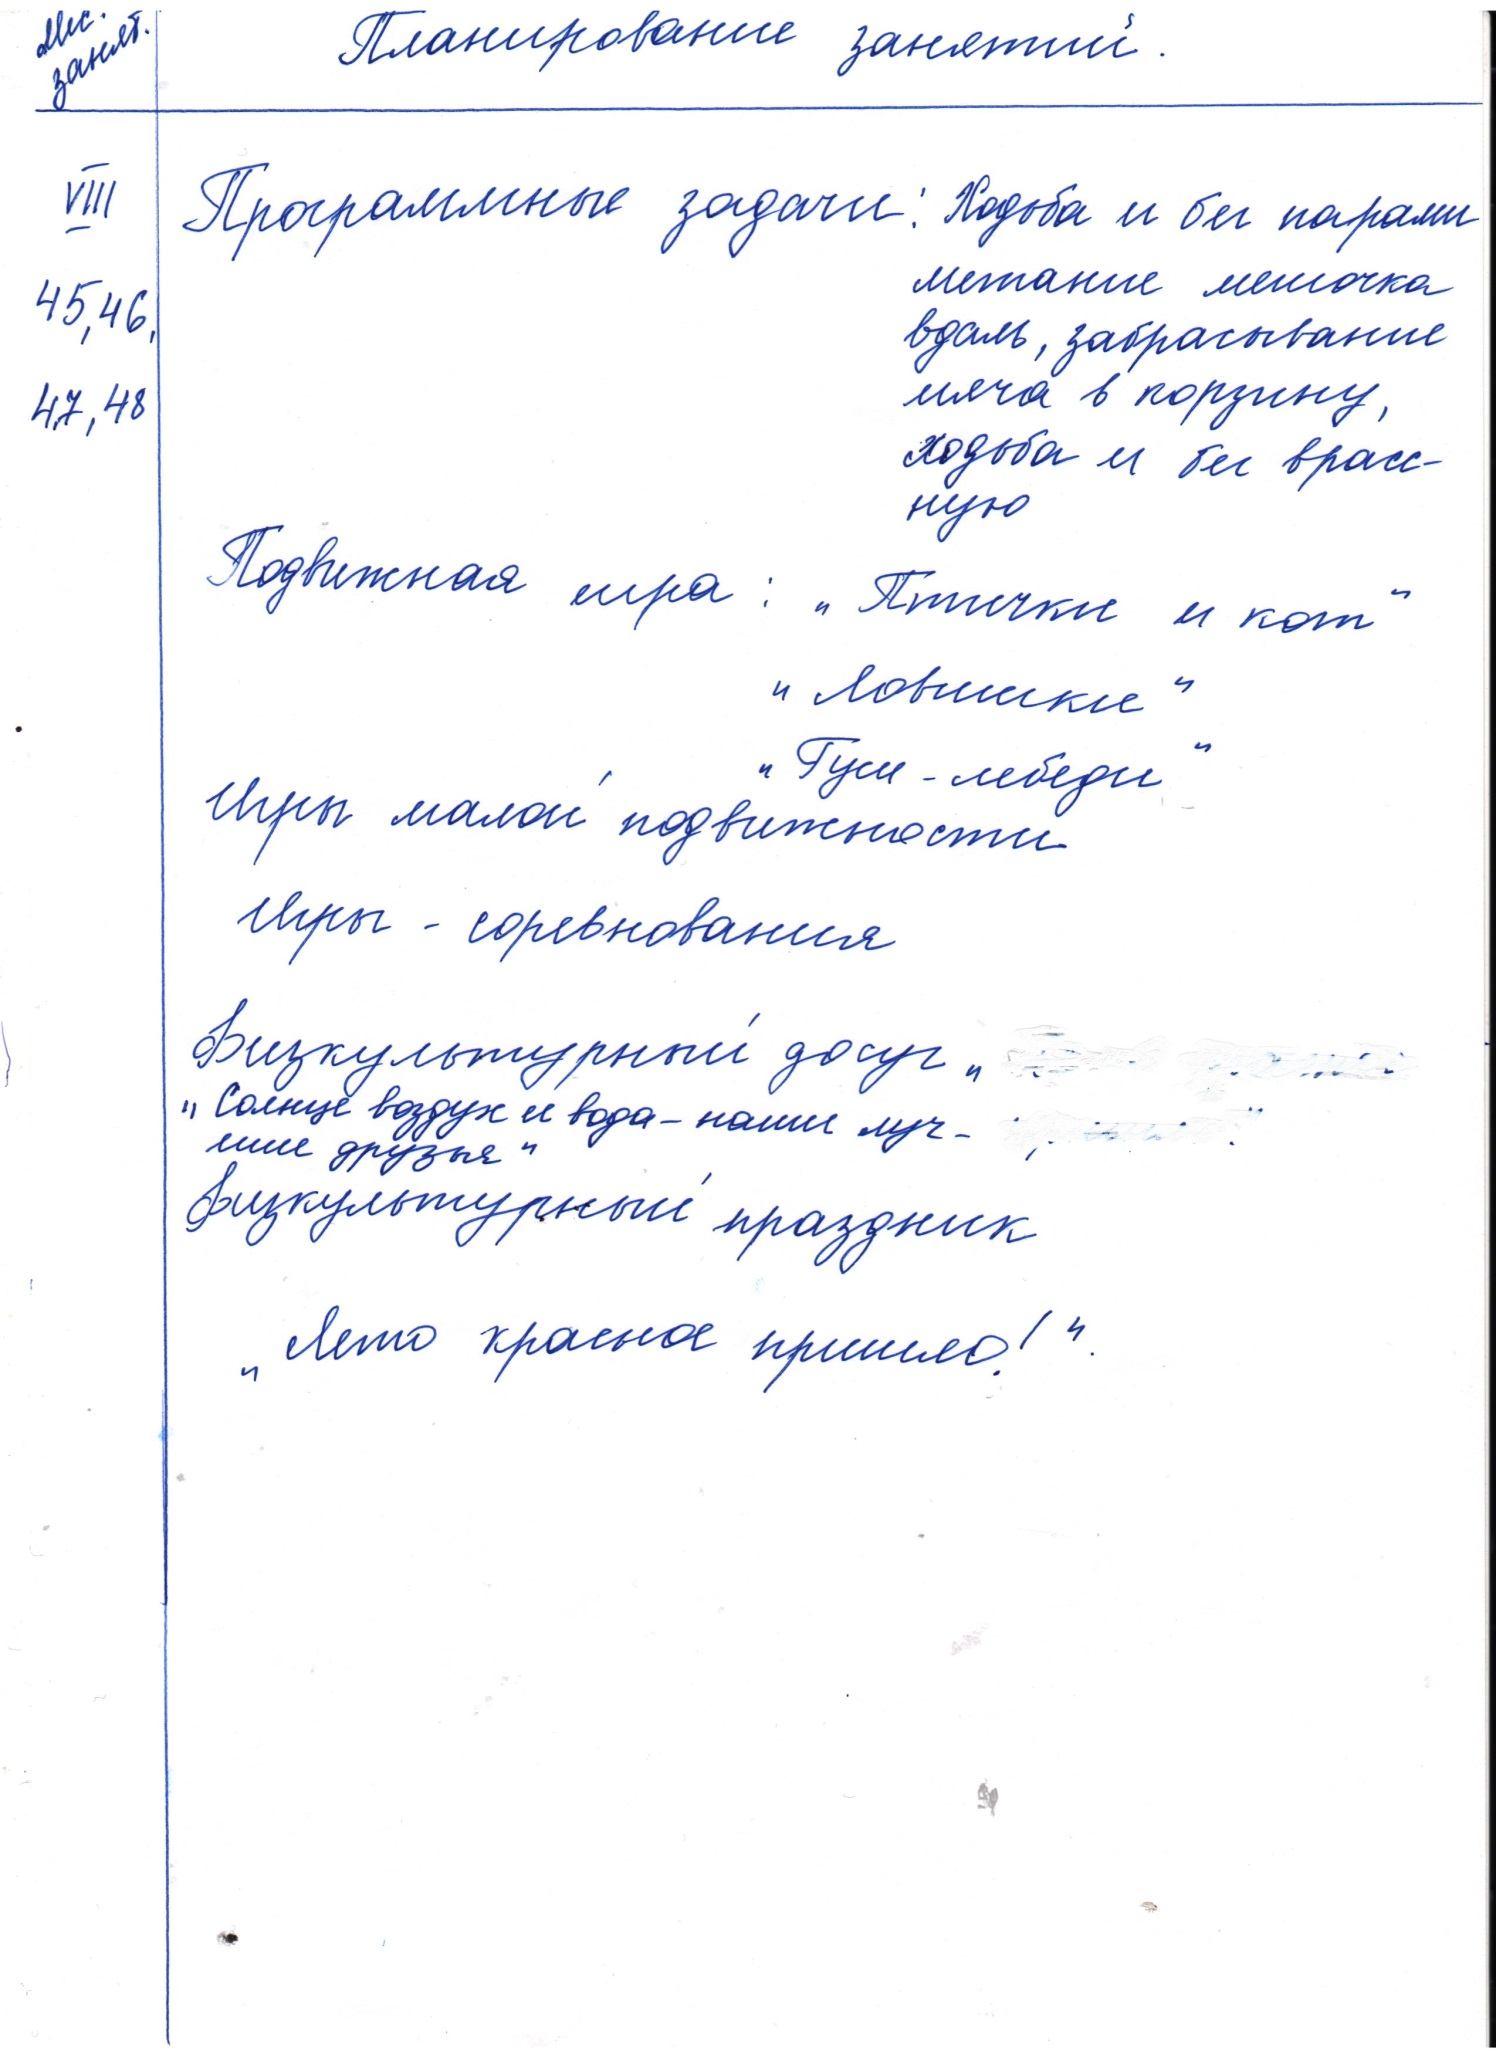 Мес.
занят.
Планирование занятий.
VIII
45,46,
47,48
Программные задачи: Ходьба и бег парами
метание мешочка
вдаль, забрасывание
мяча в корзину,
ходьба и бег врасс-
ную
Подвижная игра: „Птички и кот"
„Ловишки"
„Гуси-лебеди"
Игры малой подвижности
Игры - соревнования
Физкультурный досуг „
„Солнце воздух и вода - наши луч-
шие друзья"
Физкультурный праздник
„Лето красное пришло!".